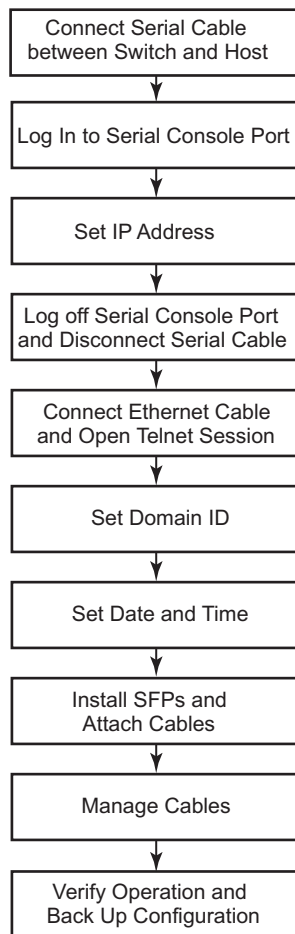 Connect Serial Cable
between Switch and Host
Log In to Serial Console Port
Set IP Address
Log off Serial Console Port
and Disconnect Serial Cable
Connect Ethernet Cable
and Open Telnet Session
Set Domain ID
Set Date and Time
Install SFPs and
Attach Cables
Manage Cables
Verify Operation and
Back Up Configuration